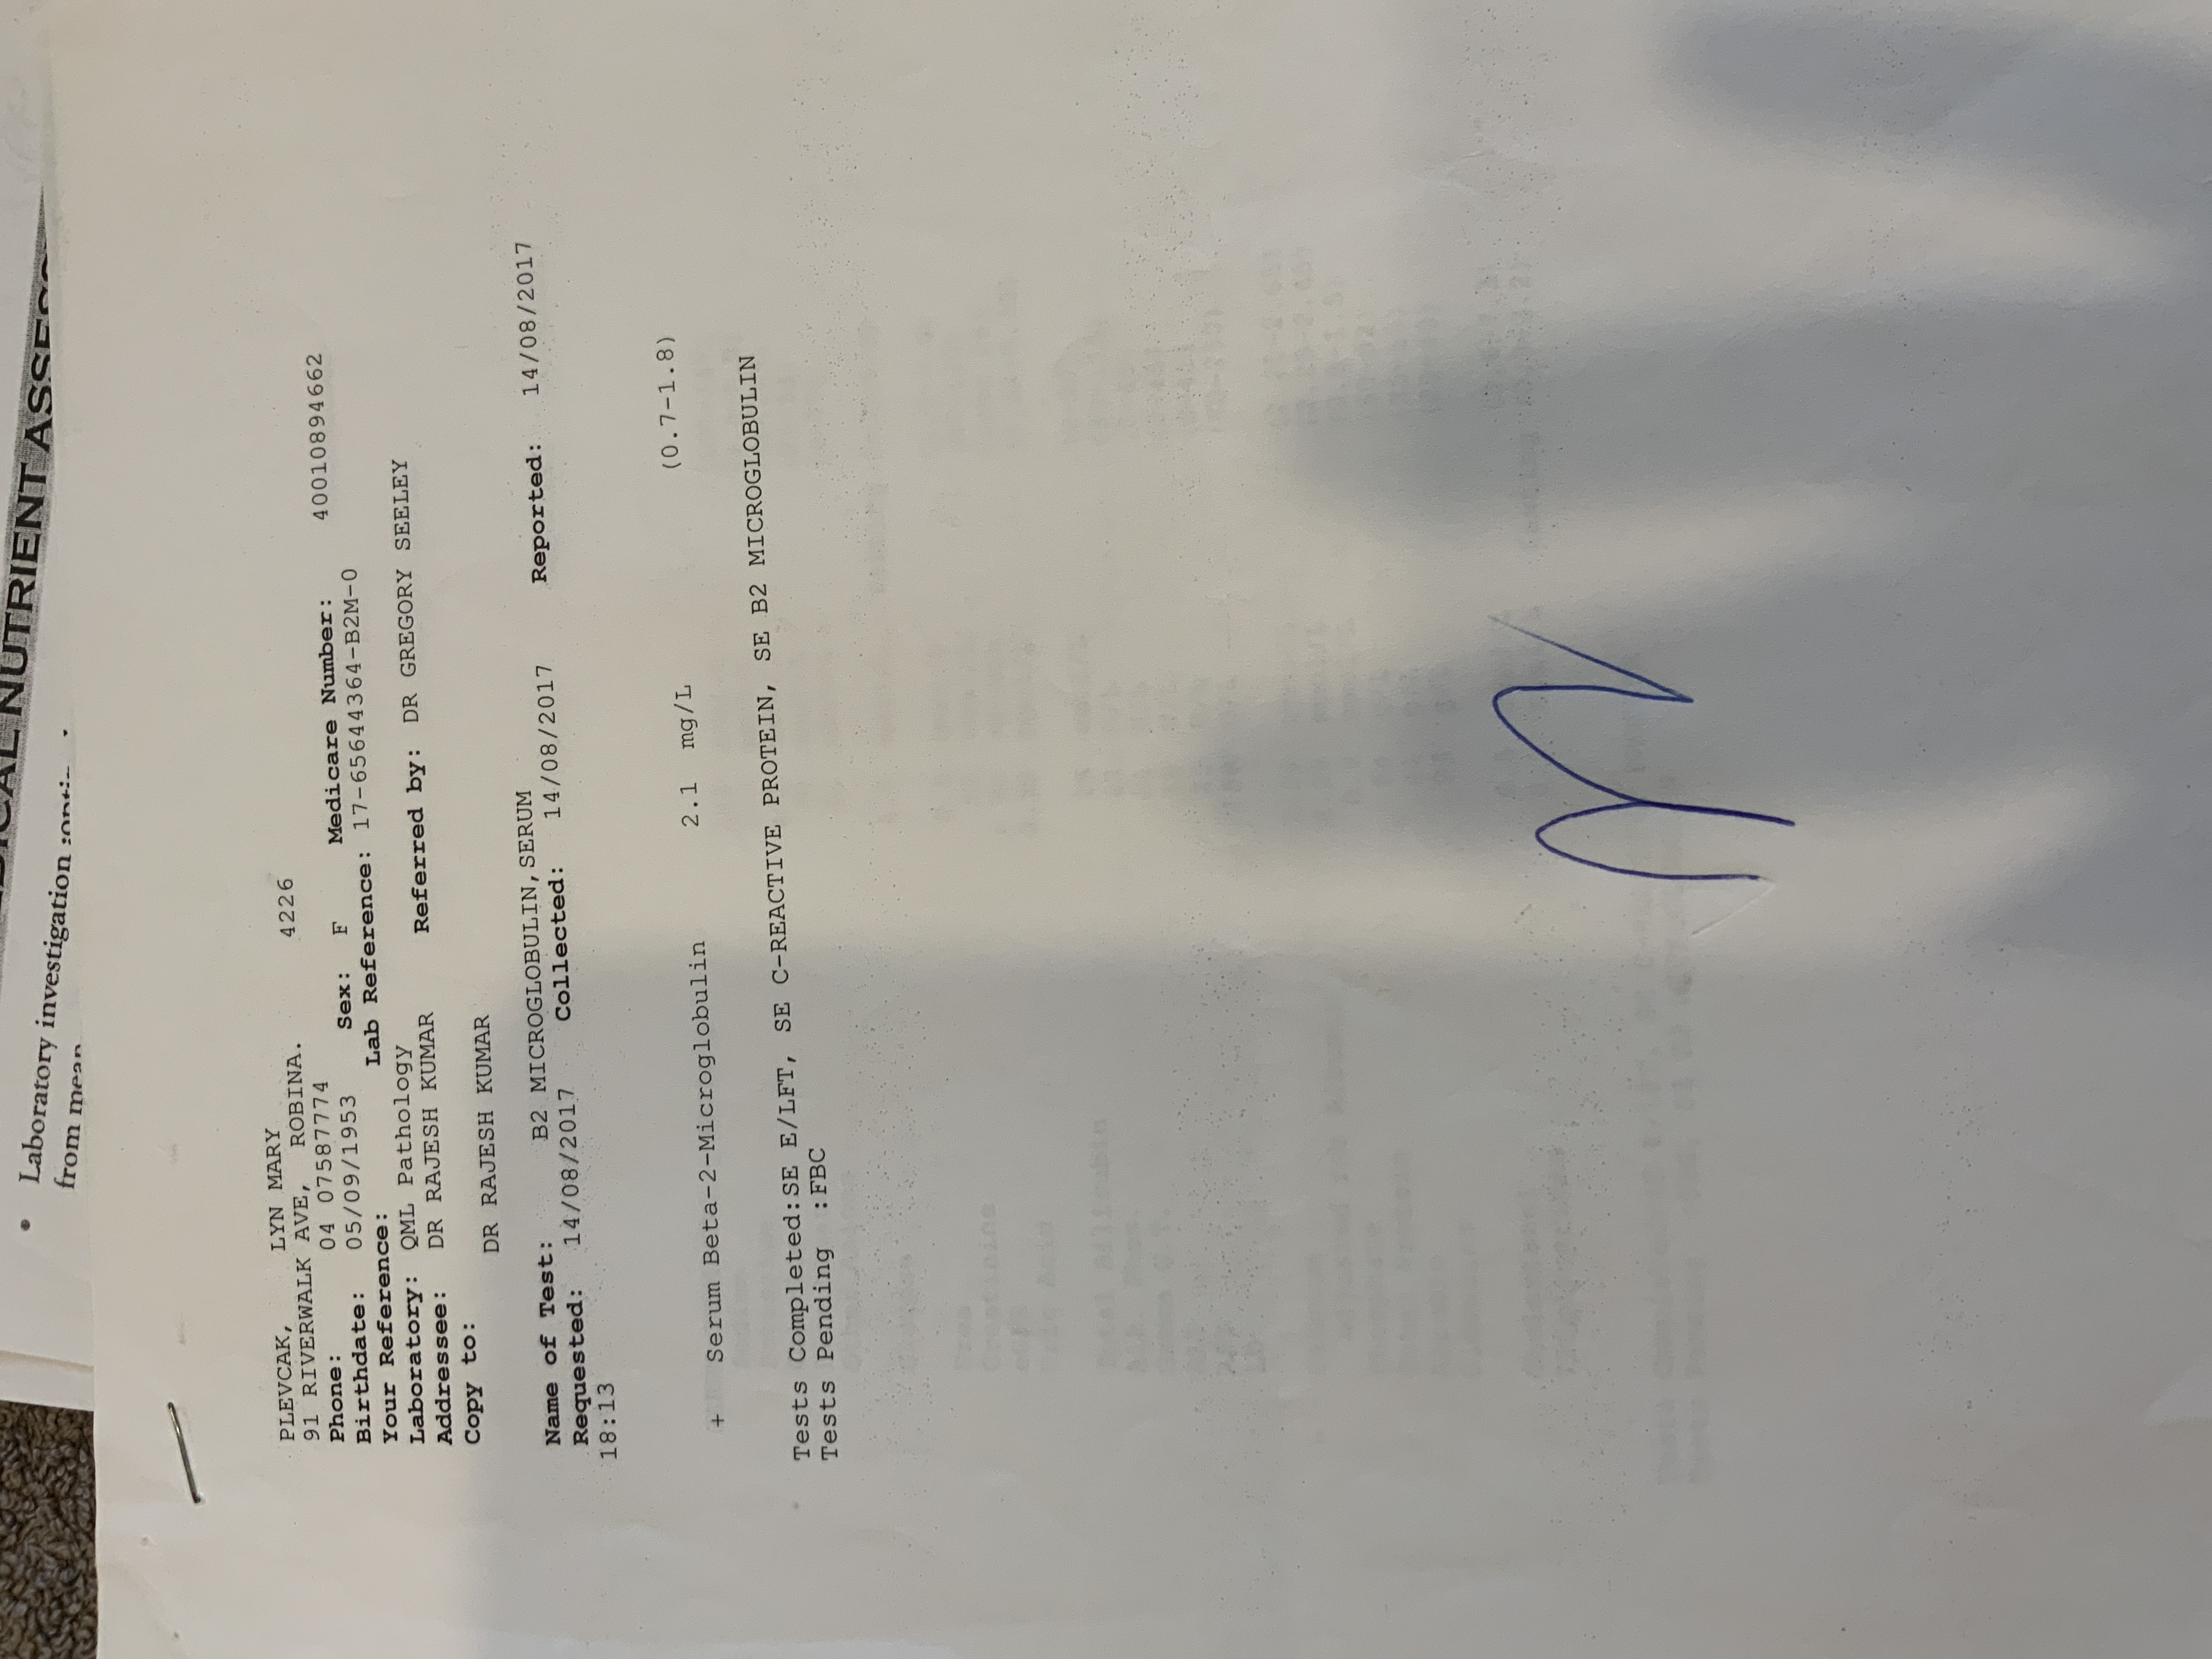 DICAL NUTRIENT
• Laboratory investigation
from mean
PLEVCAK, LYN MARY
91 RIVERWALK AVE, ROBINA. 4226
Phone: 04 07587774
Birthdate: 05/09/1953 Sex: F Medicare Number: 40010894662
Your Reference: Lab Reference: 17-65644364-B2M-0
Laboratory: QML Pathology
Addressee: DR RAJESH KUMAR Referred by: DR GREGORY SEELEY
Copy to:
DR RAJESH KUMAR
Name of Test: B2 MICROGLOBULIN,SERUM
Requested: 14/08/2017 Collected: 14/08/2017 Reported: 14/08/2017
18:13
+ Serum Beta-2-Microglobulin 2.1 mg/L (0.7-1.8)
Tests Completed:SE E/LFT, SE C-REACTIVE PROTEIN, SE B2 MICROGLOBULIN
Tests Pending :FBC